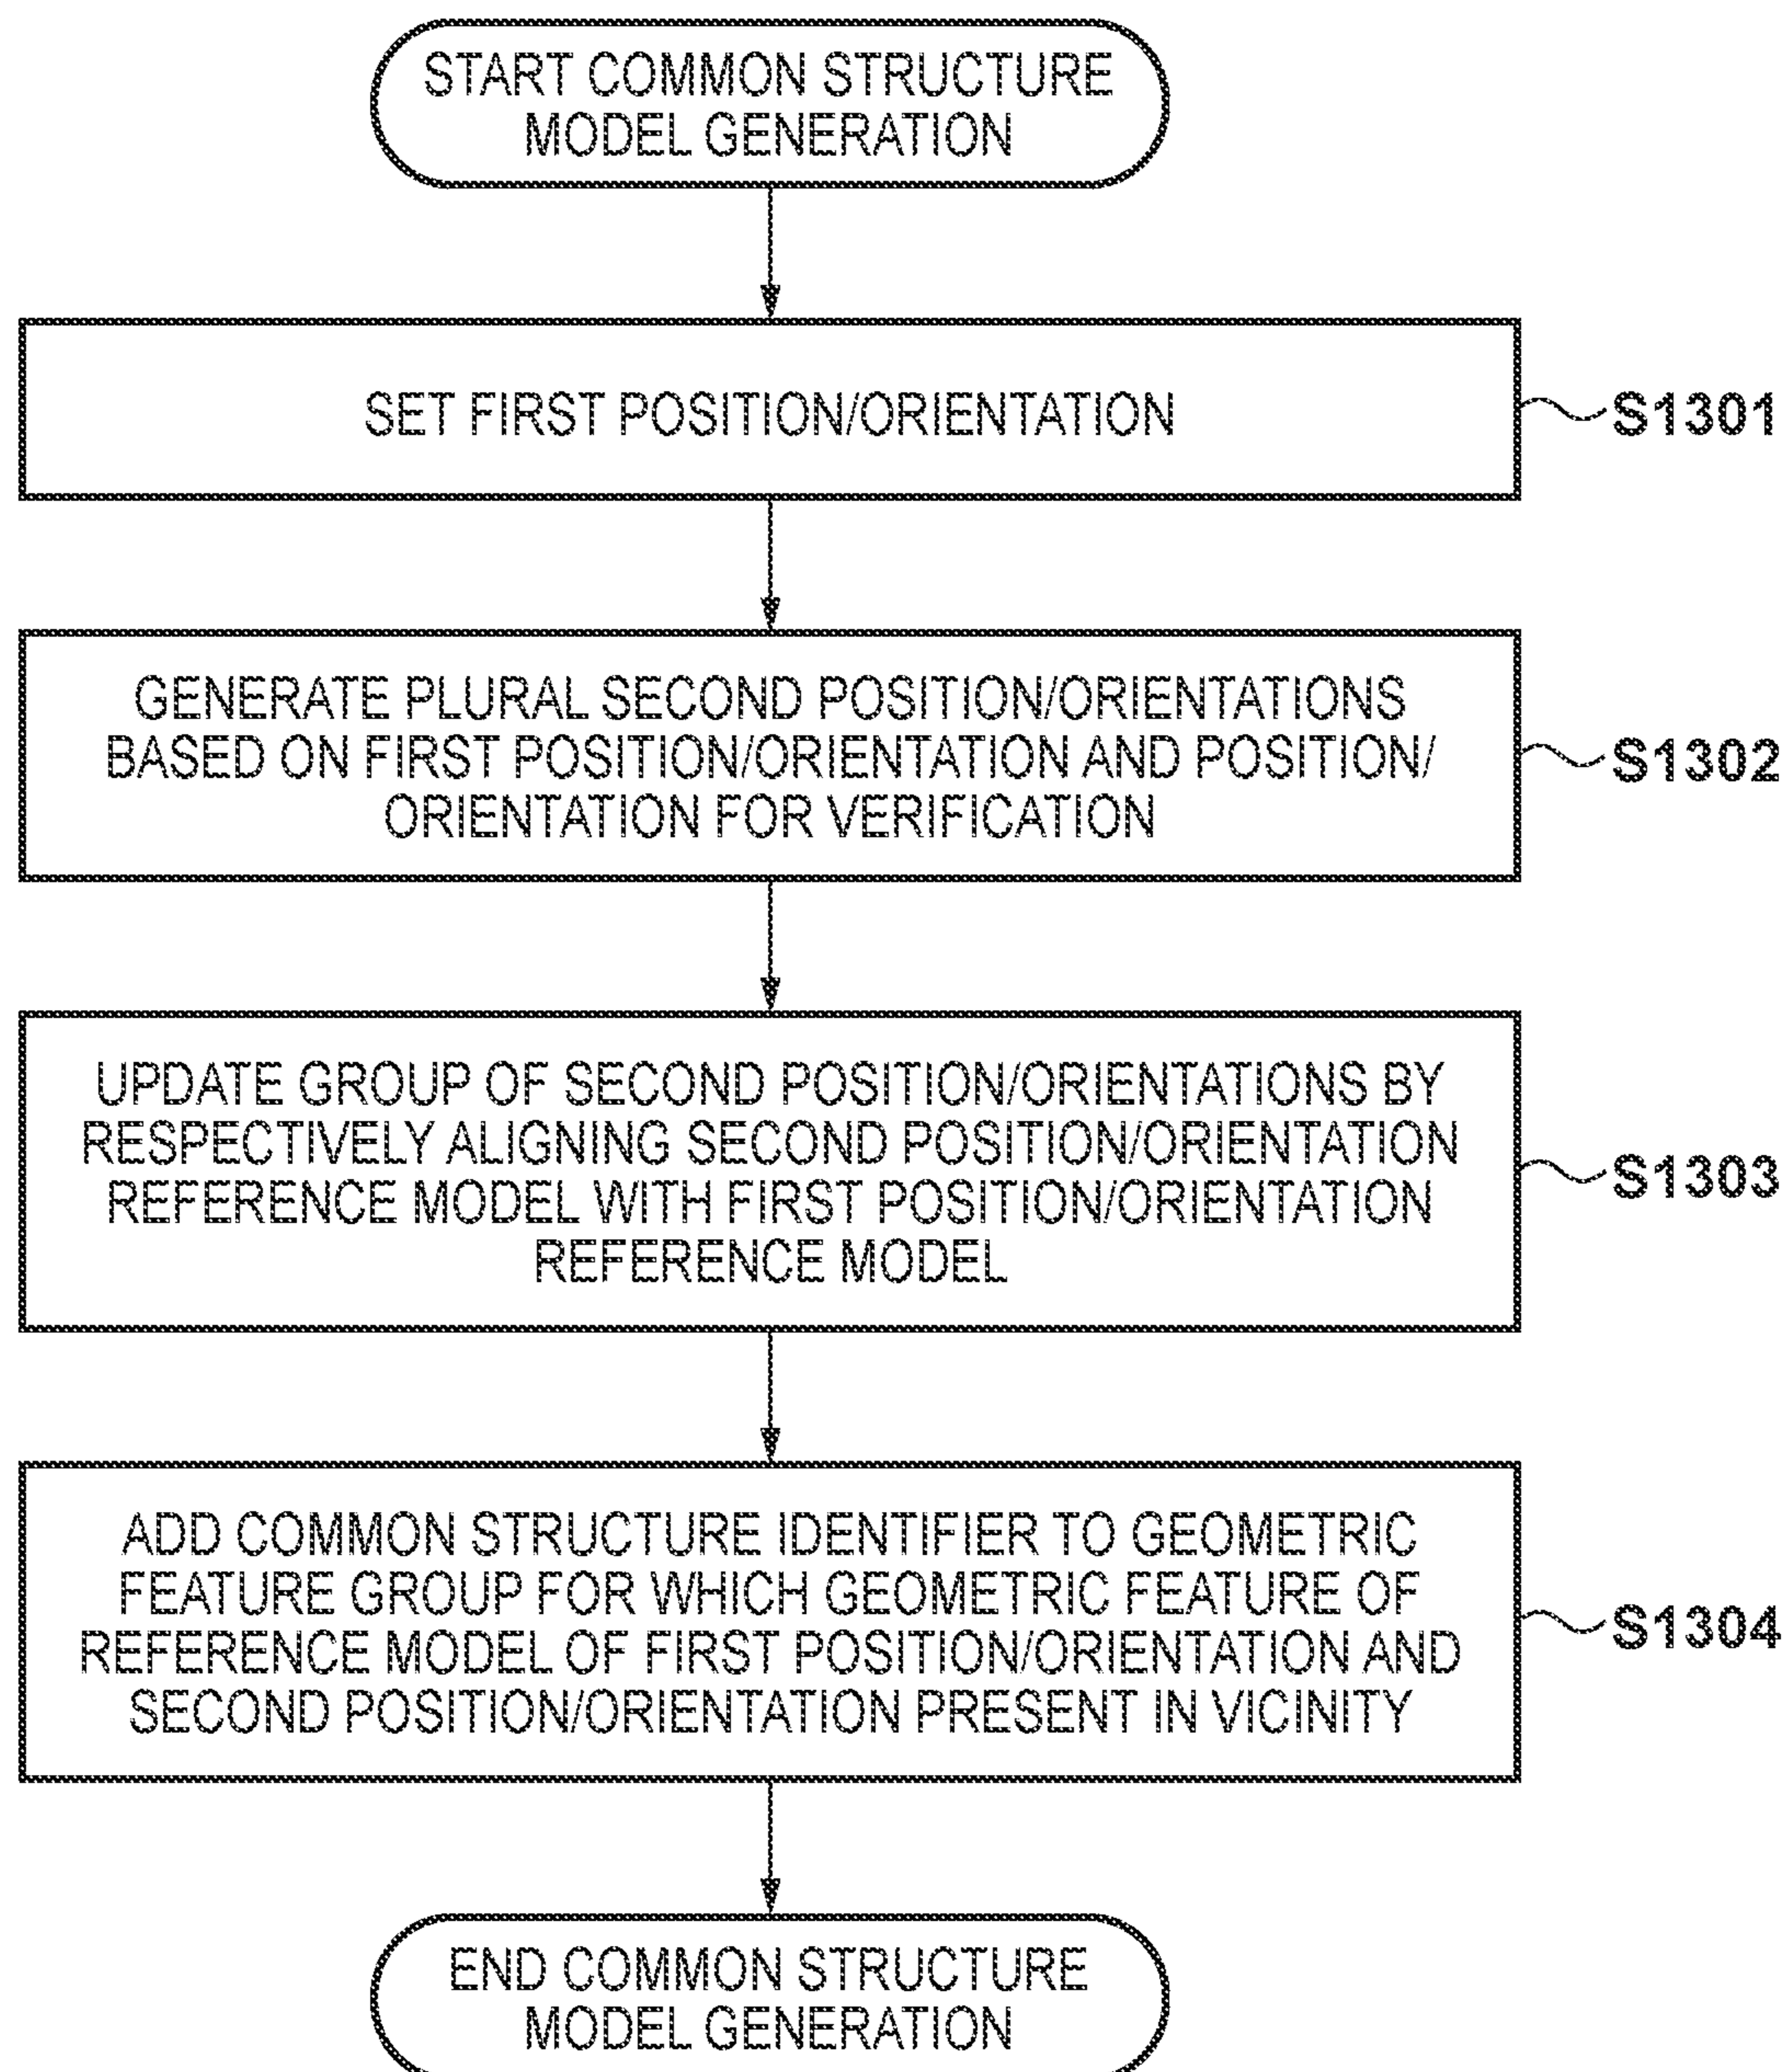 START COMMON STRUCTURE
MODEL GENERATION
SET FIRST POSITION/ORIENTATION
S1301
GENERATE PLURAL SECOND POSITION/ORIENTATIONS
BASED ON FIRST POSITION/ORIENTATION AND POSITION/
ORIENTATION FOR VERIFICATION
S1302
UPDATE GROUP OF SECOND POSITION/ORIENTATIONS BY
RESPECTIVELY ALIGNING SECOND POSITION/ORIENTATION
REFERENCE MODEL WITH FIRST POSITION/ORIENTATION
REFERENCE MODEL
S1303
ADD COMMON STRUCTURE IDENTIFIER TO GEOMETRIC
FEATURE GROUP FOR WHICH GEOMETRIC FEATURE OF
REFERENCE MODEL OF FIRST POSITION/ORIENTATION AND
SECOND POSITION/ORIENTATION PRESENT IN VICINITY
S1304
END COMMON STRUCTURE
MODEL GENERATION